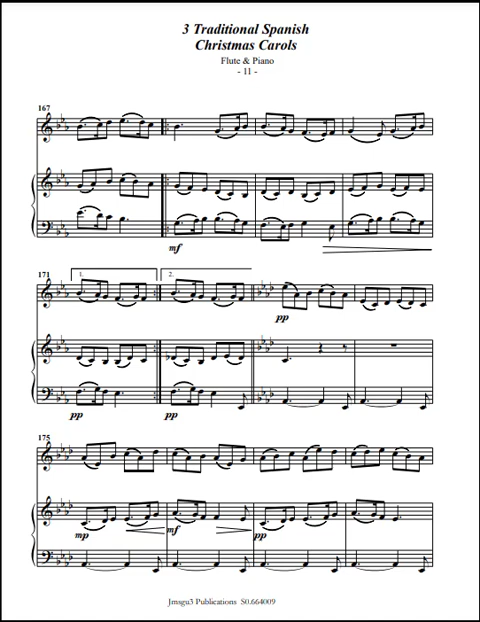 3 Traditional Spanish
Christmas Carols
Flute & Piano
- 11 -
167
mf
171
1.
2.
pp
pp
pp
175
mp
mf
pp
Jmsgu3 Publications S0.664009